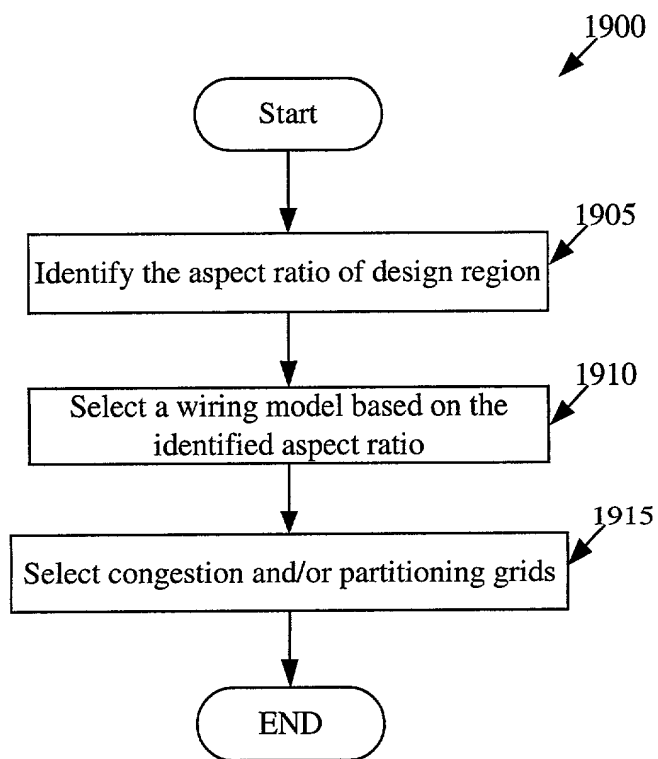 1900
Start
1905
Identify the aspect ratio of design region
1910
Select a wiring model based on the
identified aspect ratio
1915
Select congestion and/or partitioning grids
END